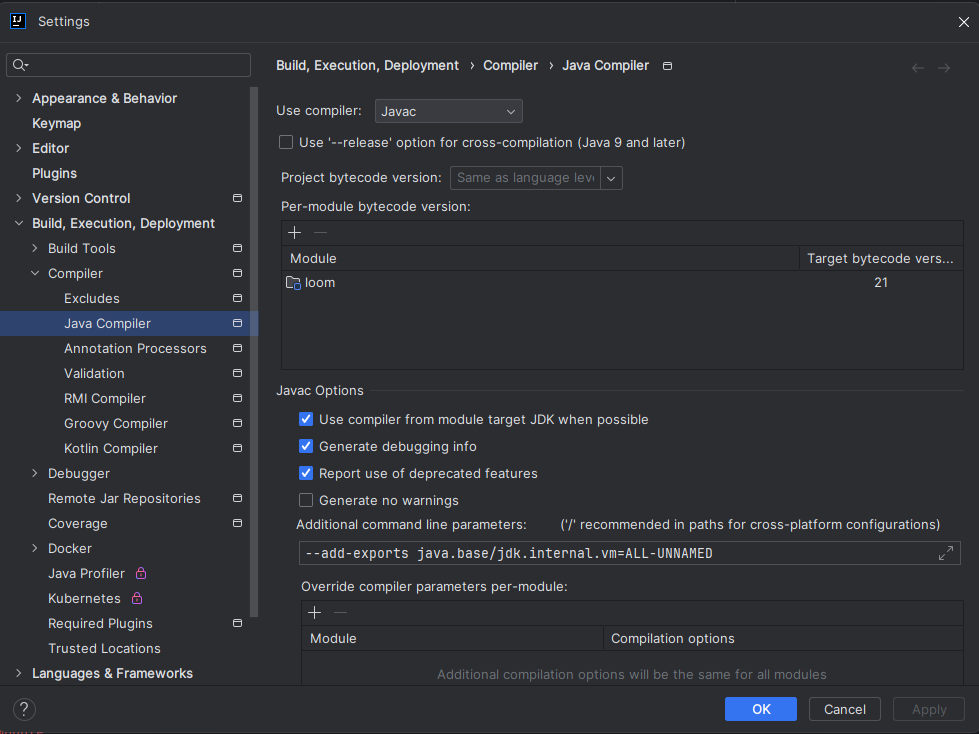 Settings
Build, Execution, Deployment › Compiler › Java Compiler
Appearance & Behavior
Keymap
Editor
Plugins
Version Control
Build, Execution, Deployment
Build Tools
Compiler
Excludes
Java Compiler
Annotation Processors
Validation
RMI Compiler
Groovy Compiler
Kotlin Compiler
Debugger
Remote Jar Repositories
Coverage
Docker
Java Profiler
Kubernetes
Required Plugins
Trusted Locations
Languages & Frameworks
Use compiler: Javac
Use '--release' option for cross-compilation (Java 9 and later)
Project bytecode version: Same as language leve
Per-module bytecode version:
Module Target bytecode vers...
loom 21
Javac Options
Use compiler from module target JDK when possible
Generate debugging info
Report use of deprecated features
Generate no warnings
Additional command line parameters: ('/' recommended in paths for cross-platform configurations)
--add-exports java.base/jdk.internal.vm=ALL-UNNAMED
Override compiler parameters per-module:
Module Compilation options
Additional compilation options will be the same for all modules
? OK Cancel Apply